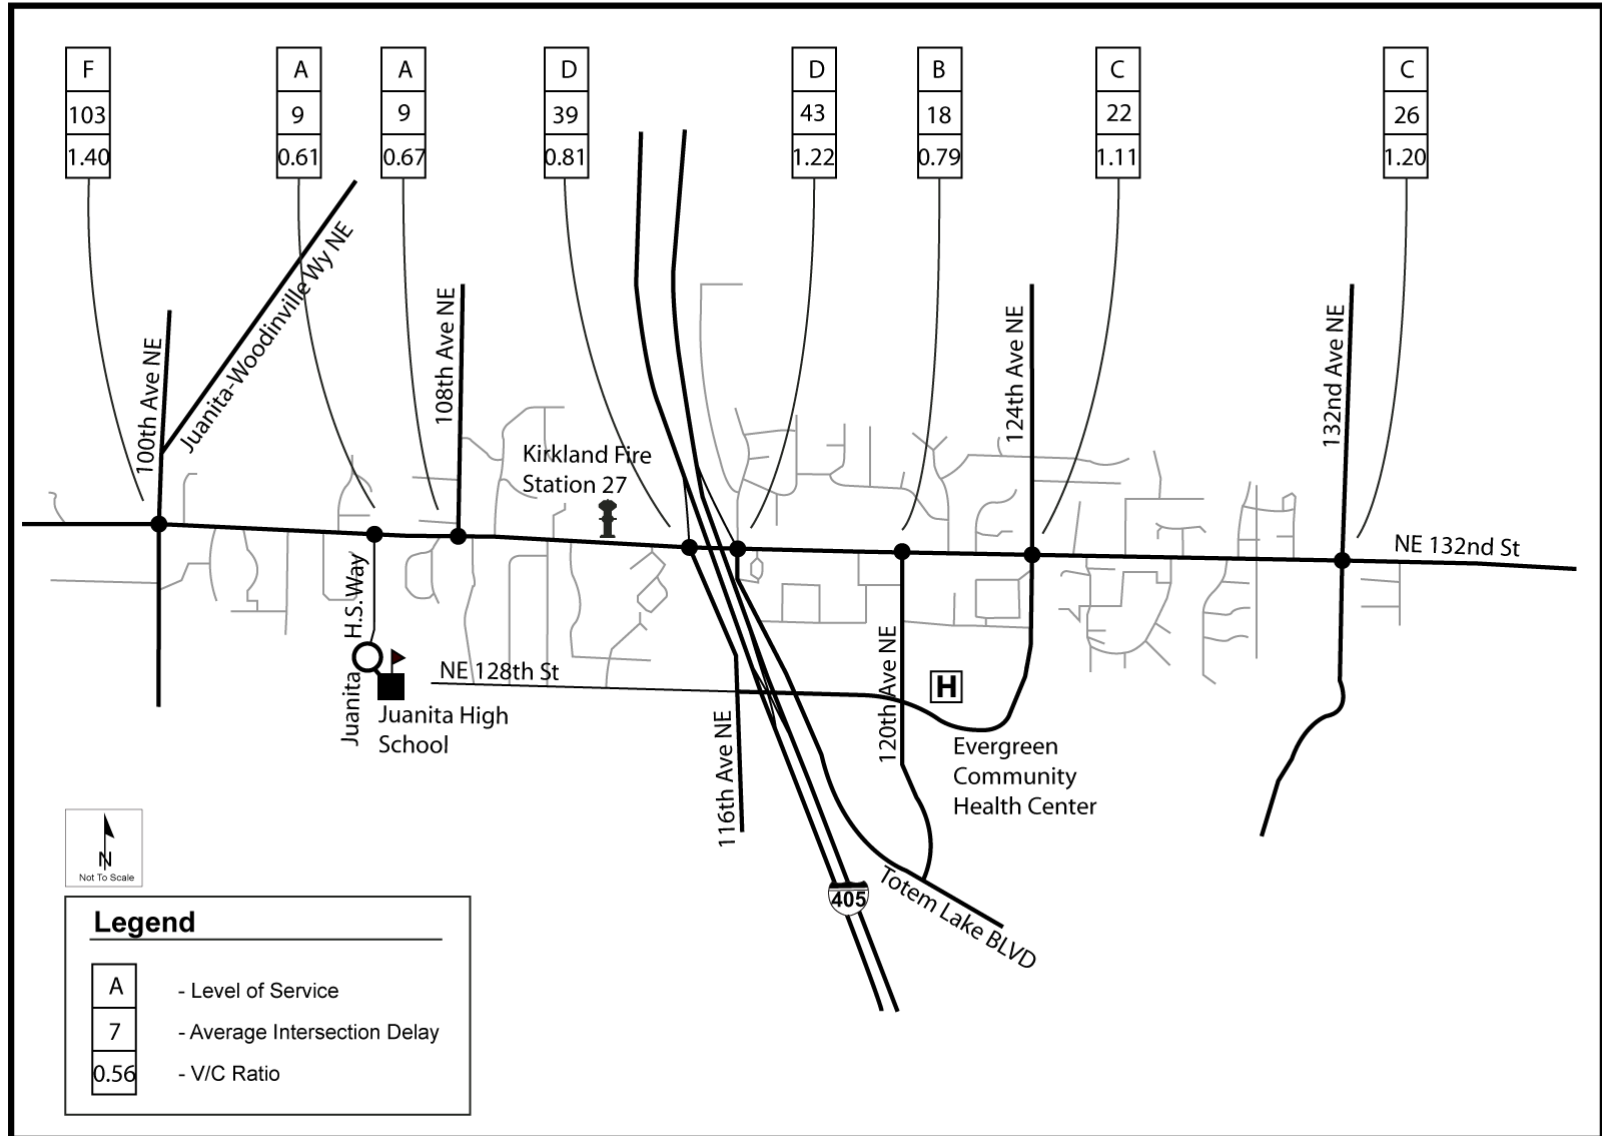 F
103
1.40
A
9
0.61
A
9
0.67
D
39
0.81
D
43
1.22
B
18
0.79
C
22
1.11
C
26
1.20
100th Ave NE
Juanita-Woodinville Wy NE
108th Ave NE
Kirkland Fire
Station 27
124th Ave NE
132nd Ave NE
NE 132nd St
Juanita H.S. Way
Juanita High
School
NE 128th St
116th Ave NE
120th Ave NE
H
Evergreen
Community
Health Center
405
Totem Lake BLVD
N
Not To Scale
Legend
A
- Level of Service
7
- Average Intersection Delay
0.56
- V/C Ratio